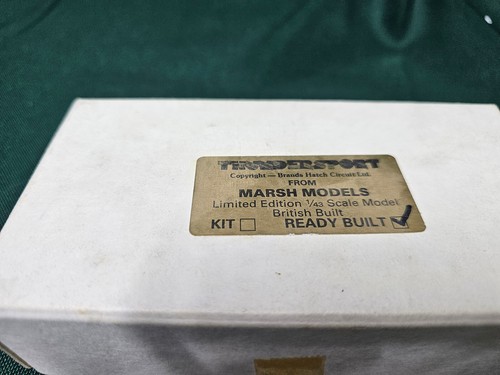 THUNDERSPORT
Copyright — Brands Hatch Circuit Ltd.
FROM
MARSH MODELS
Limited Edition 1/43 Scale Model
British Built
KIT READY BUILT